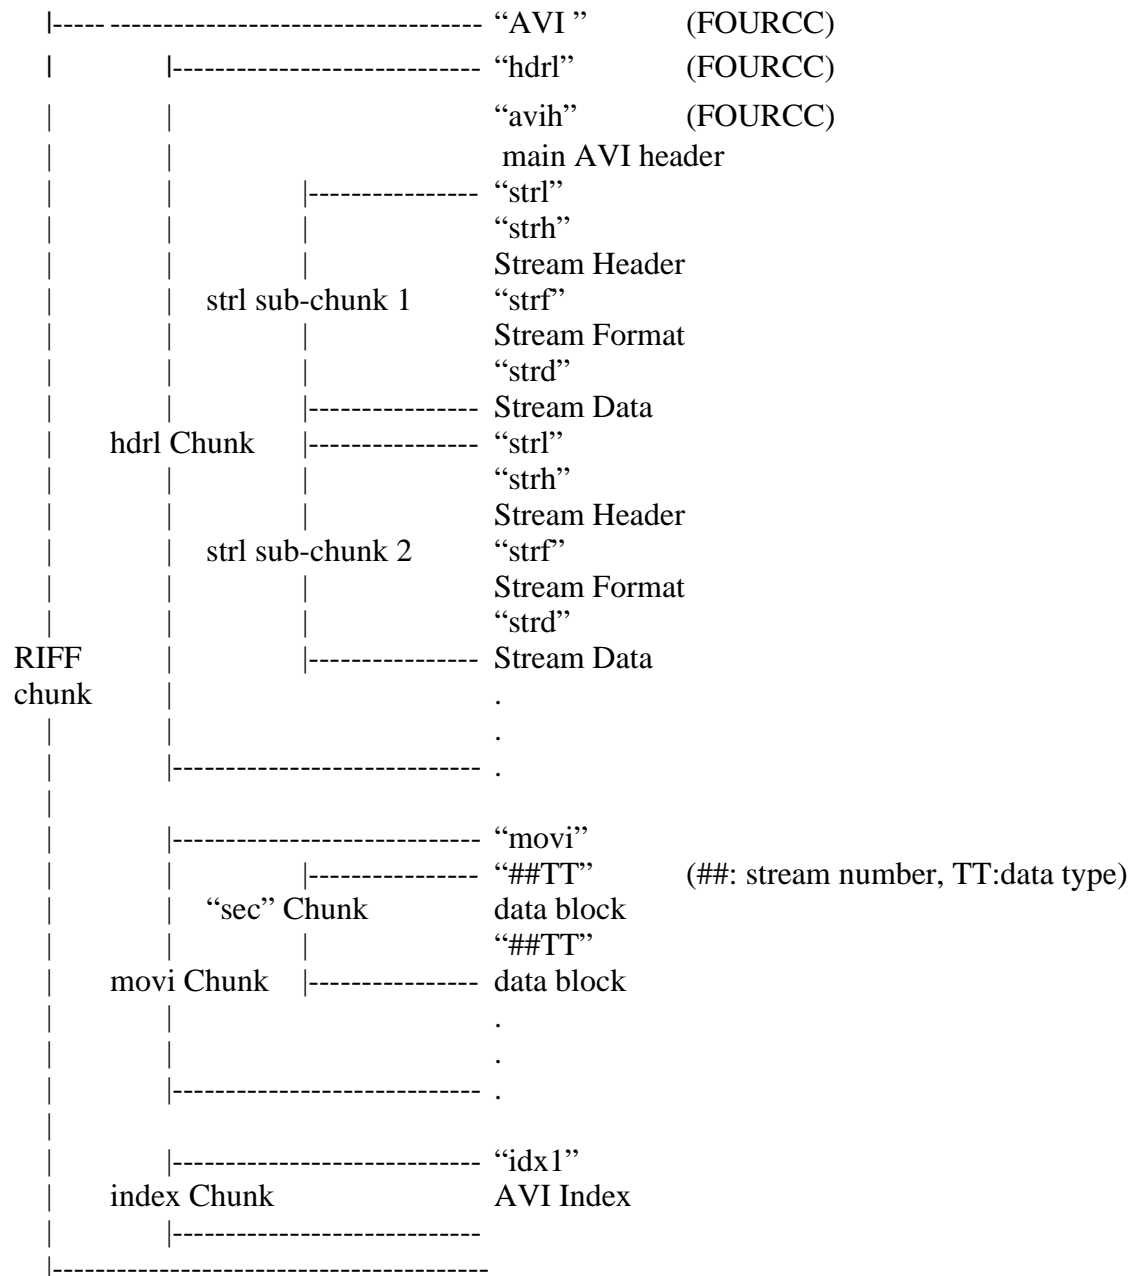 |----- ----------------------------------- “AVI ” (FOURCC)
| |----------------------------- “hdrl” (FOURCC)
| | “avih” (FOURCC)
| | main AVI header
| | |---------------- “strl”
| | | “strh”
| | | Stream Header
| | strl sub-chunk 1 “strf”
| | | Stream Format
| | | “strd”
| | |---------------- Stream Data
| hdrl Chunk |---------------- “strl”
| | | “strh”
| | | Stream Header
| | strl sub-chunk 2 “strf”
| | | Stream Format
| | | “strd”
RIFF | |---------------- Stream Data
chunk | .
| | .
| |----------------------------- .
|
| |----------------------------- “movi”
| | |---------------- “##TT” (##: stream number, TT:data type)
| | “sec” Chunk data block
| | | “##TT”
| movi Chunk |---------------- data block
| | .
| | .
| |----------------------------- .
|
| |----------------------------- “idx1”
| index Chunk AVI Index
| |-----------------------------
|-----------------------------------------